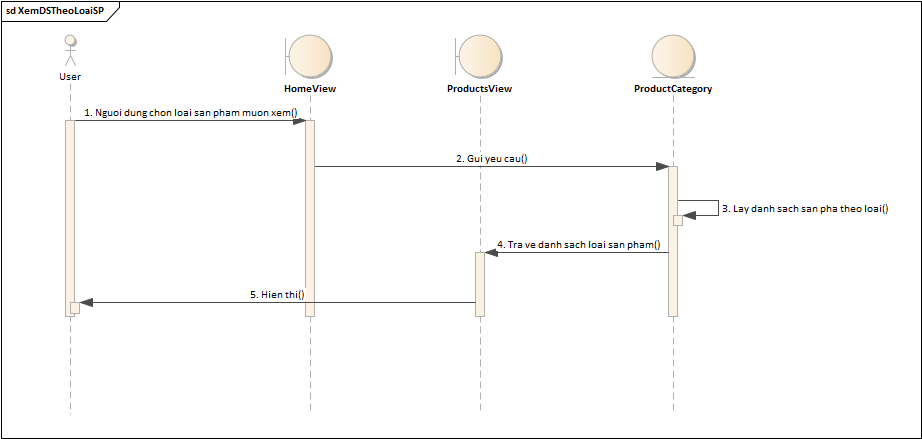 sd XemDSTheoLoaiSP
User
HomeView
ProductsView
ProductCategory
1. Nguoi dung chon loai san pham muon xem()
2. Gui yeu cau()
3. Lay danh sach san pha theo loai()
4. Tra ve danh sach loai san pham()
5. Hien thi()